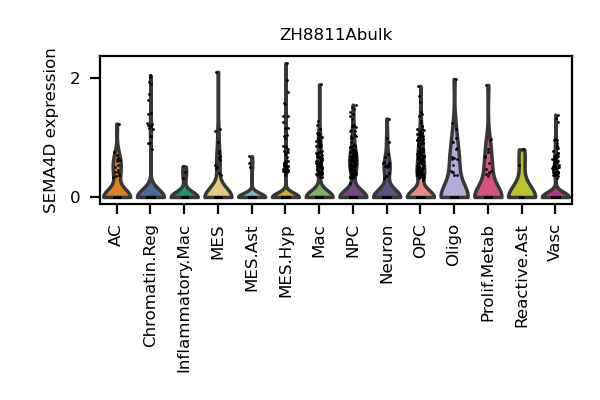 ZH8811Abulk
SEMA4D expression
2
0
AC
Chromatin.Reg
Inflammatory.Mac
MES
MES.Ast
MES.Hyp
Mac
NPC
Neuron
OPC
Oligo
Prolif.Metab
Reactive.Ast
Vasc